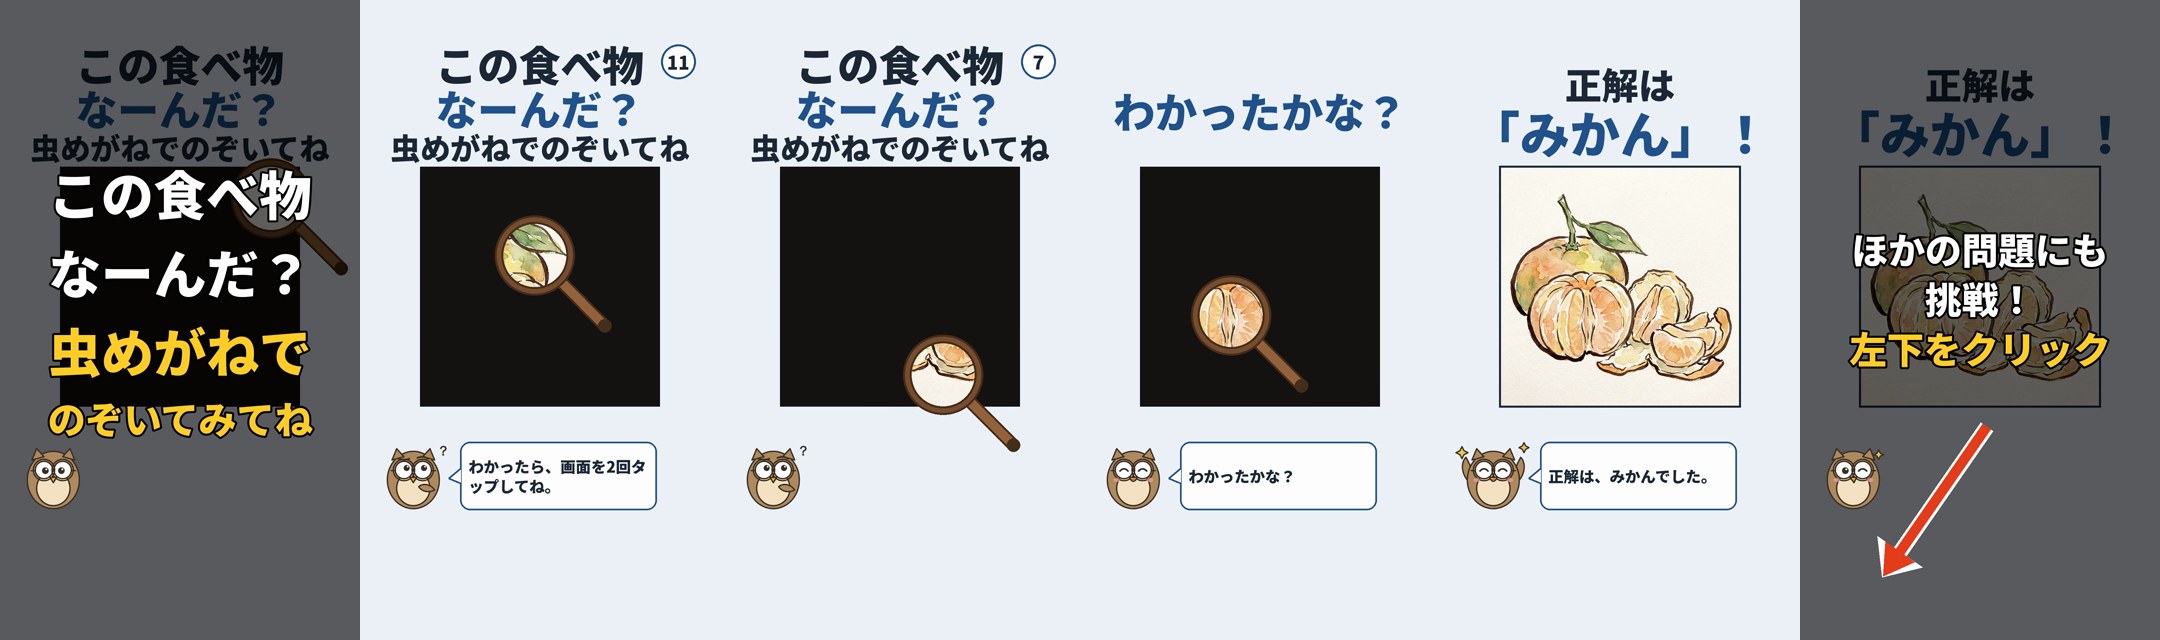 この食べ物
なーんだ？
虫めがねでのぞいてね
この食べ物
なーんだ？
虫めがねで
のぞいてみてね
この食べ物
11
なーんだ？
虫めがねでのぞいてね
?
わかったら、画面を2回タ
ップしてね。
この食べ物
7
なーんだ？
虫めがねでのぞいてね
?
わかったかな？
わかったかな？
正解は
「みかん」！
正解は、みかんでした。
正解は
「みかん」！
ほかの問題にも
挑戦！
左下をクリック